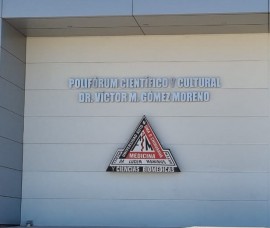 POLIFÓRUM CIENTÍFICO Y CULTURAL
DR. VÍCTOR M. GÓMEZ MORENO
MEDICINA
Y CIENCIAS BIOMÉDICAS